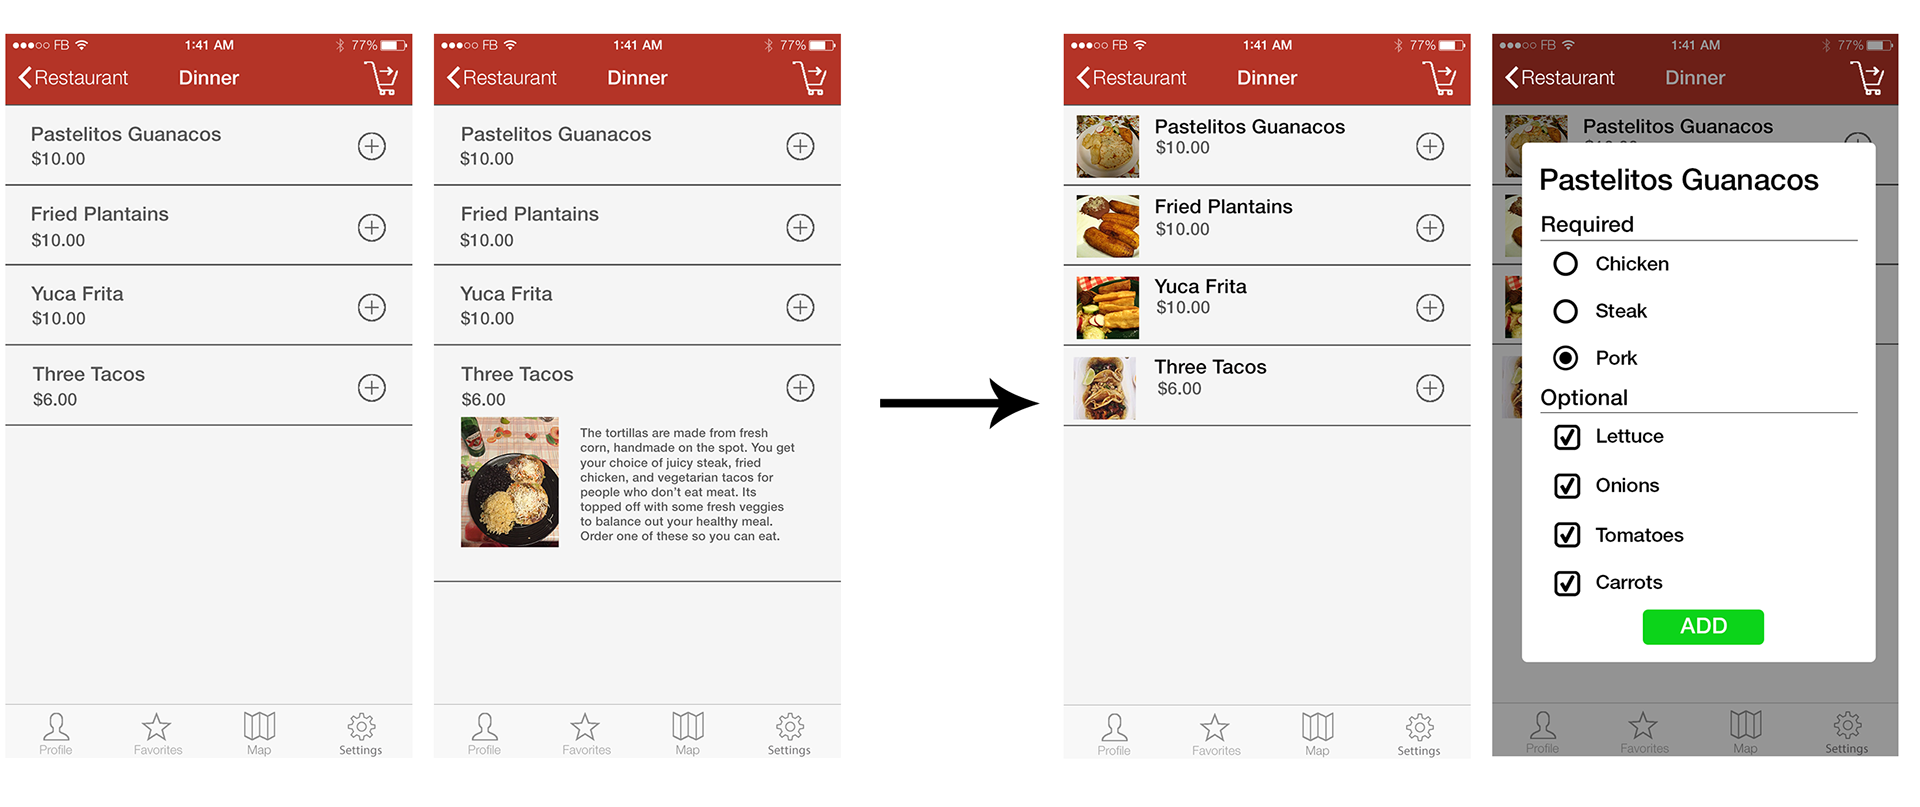 FB
1:41 AM
77%
Restaurant
Dinner
Pastelitos Guanacos
$10.00
Fried Plantains
$10.00
Yuca Frita
$10.00
Three Tacos
$6.00
Profile
Favorites
Map
Settings
FB
1:41 AM
77%
Restaurant
Dinner
Pastelitos Guanacos
$10.00
Fried Plantains
$10.00
Yuca Frita
$10.00
Three Tacos
$6.00
The tortillas are made from fresh
corn, handmade on the spot. You get
your choice of juicy steak, fried
chicken, and vegetarian tacos for
people who don't eat meat. Its
topped off with some fresh veggies
to balance out your healthy meal.
Order one of these so you can eat.
Profile
Favorites
Map
Settings
FB
1:41 AM
77%
Restaurant
Dinner
Pastelitos Guanacos
$10.00
Fried Plantains
$10.00
Yuca Frita
$10.00
Three Tacos
$6.00
Profile
Favorites
Map
Settings
FB
1:41 AM
77%
Restaurant
Dinner
Pastelitos Guanacos
Pastelitos Guanacos
Required
Chicken
Steak
Pork
Optional
Lettuce
Onions
Tomatoes
Carrots
ADD
Profile
Favorites
Map
Settings